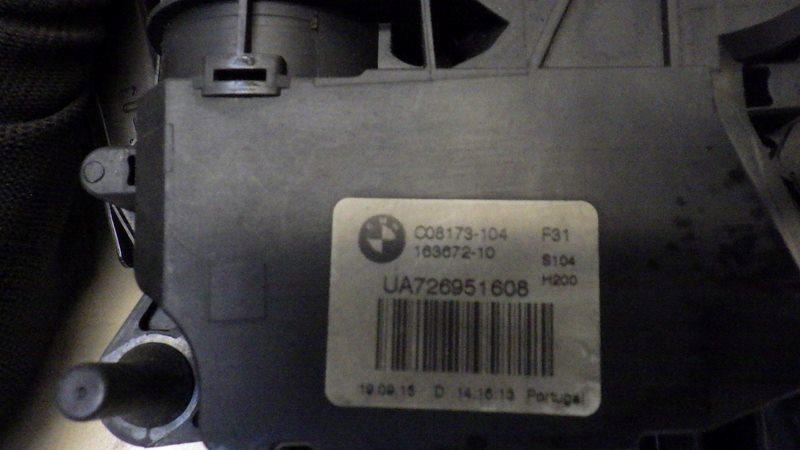 C08173-104 F31
163672-10 S104
UA726951608 H200
19.09.15 D 14.16:13 Portugal